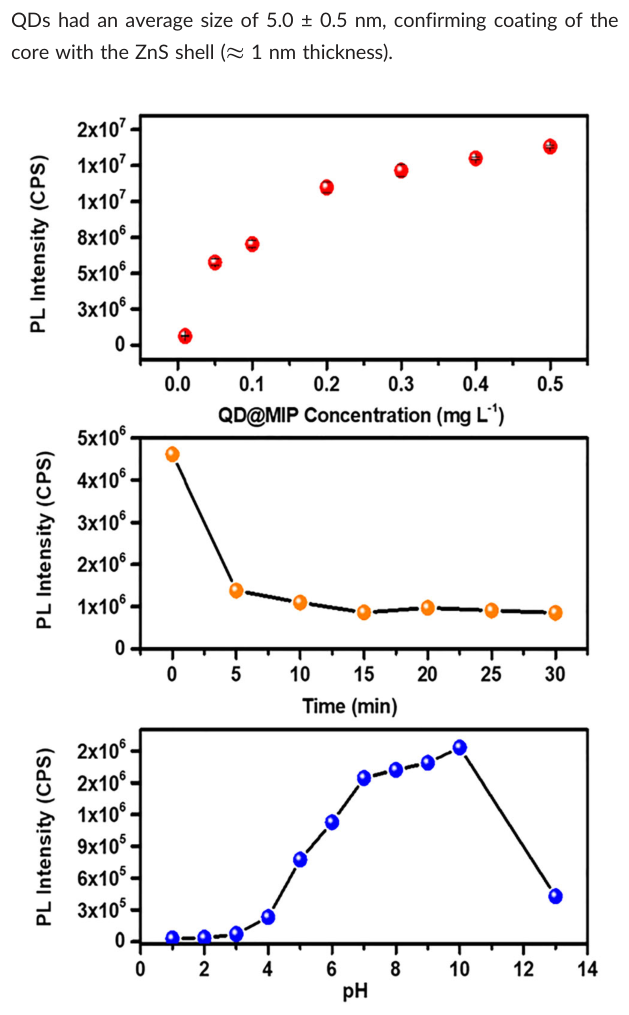 QDs had an average size of 5.0 ± 0.5 nm, confirming coating of the
core with the ZnS shell (≈ 1 nm thickness).
PL Intensity (CPS)
2x10⁷
1x10⁷
1x10⁷
8x10⁶
5x10⁶
3x10⁶
0
0.0 0.1 0.2 0.3 0.4 0.5
QD@MIP Concentration (mg L⁻¹)
PL Intensity (CPS)
5x10⁶
4x10⁶
3x10⁶
2x10⁶
1x10⁶
0
0 5 10 15 20 25 30
Time (min)
PL Intensity (CPS)
2x10⁶
2x10⁶
1x10⁶
9x10⁵
6x10⁵
3x10⁵
0
0 2 4 6 8 10 12 14
pH